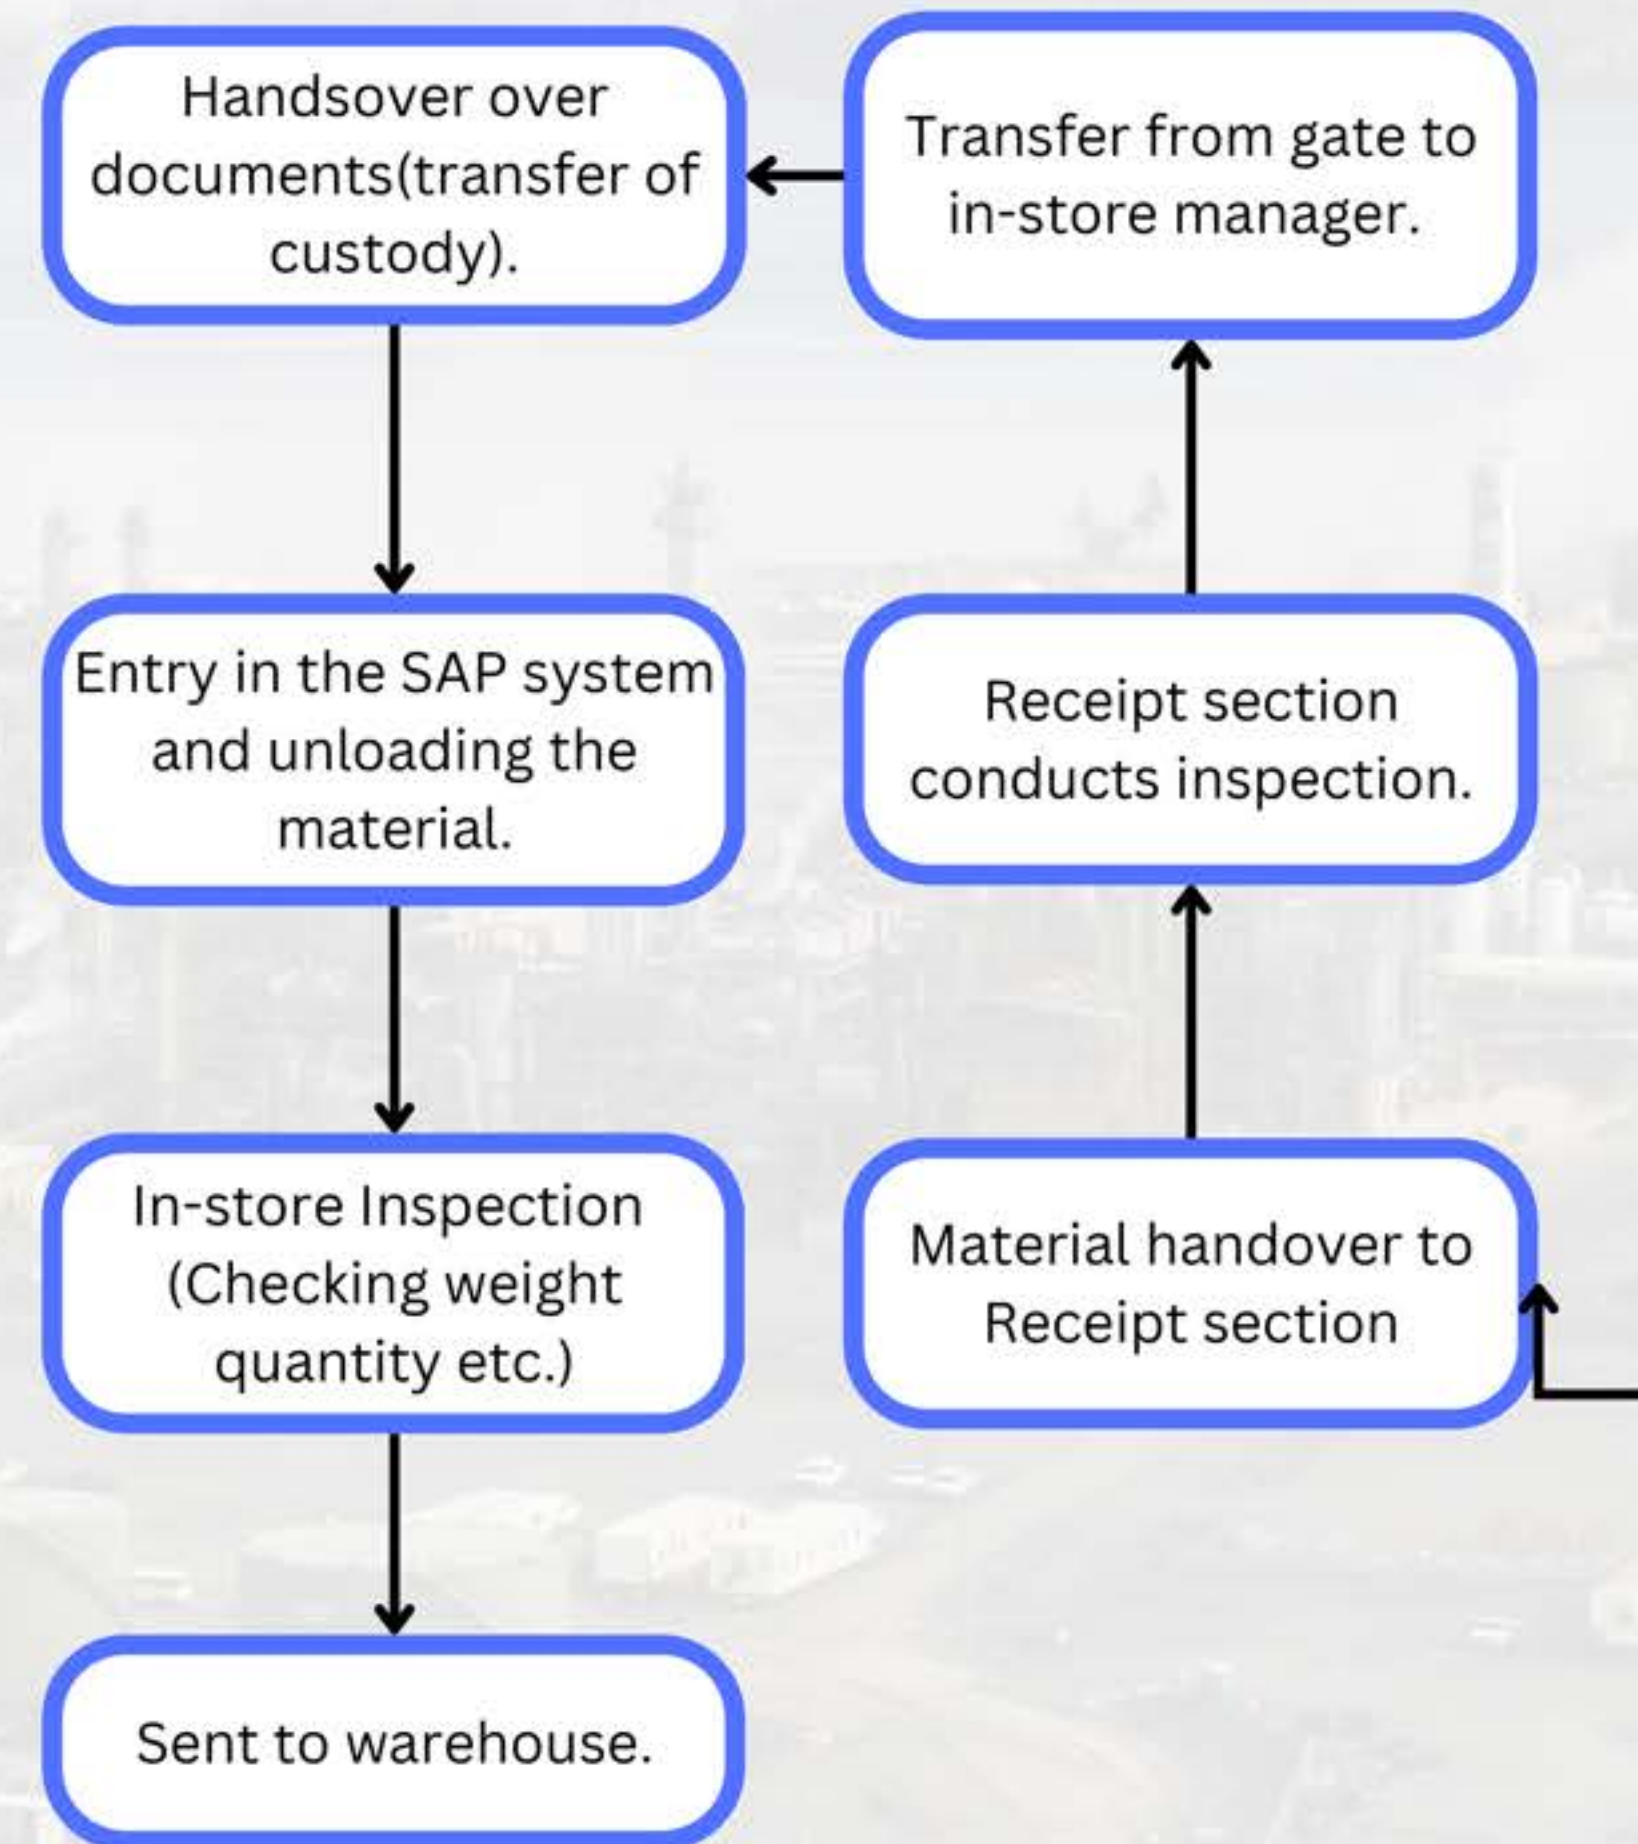 Handsover over
documents(transfer of
custody).
Transfer from gate to
in-store manager.
Entry in the SAP system
and unloading the
material.
Receipt section
conducts inspection.
In-store Inspection
(Checking weight
quantity etc.)
Material handover to
Receipt section
Sent to warehouse.